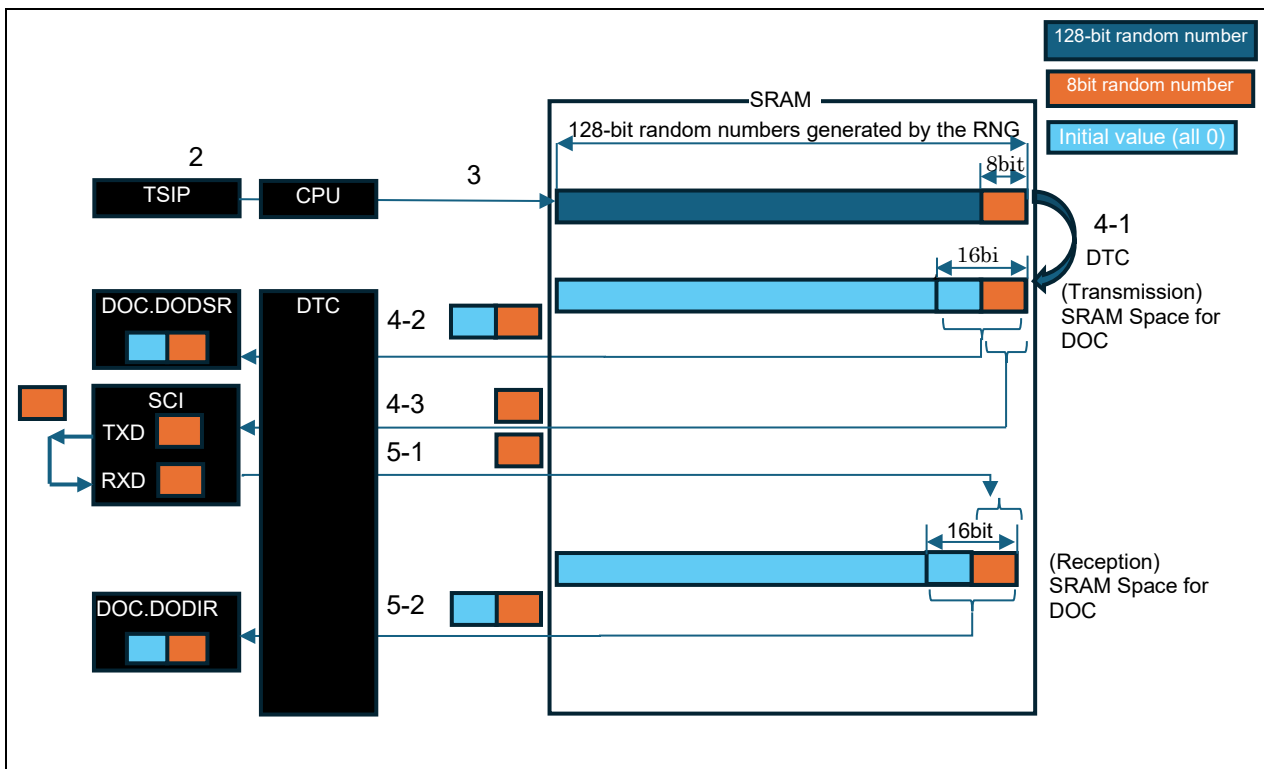 128-bit random number
8bit random number
Initial value (all 0)
SRAM
128-bit random numbers generated by the RNG
2
3
8bit
TSIP
CPU
4-1
DTC
16bi
(Transmission)
SRAM Space for
DOC
DOC.DODSR
DTC
4-2
SCI
4-3
TXD
5-1
RXD
16bit
(Reception)
SRAM Space for
DOC
DOC.DODIR
5-2